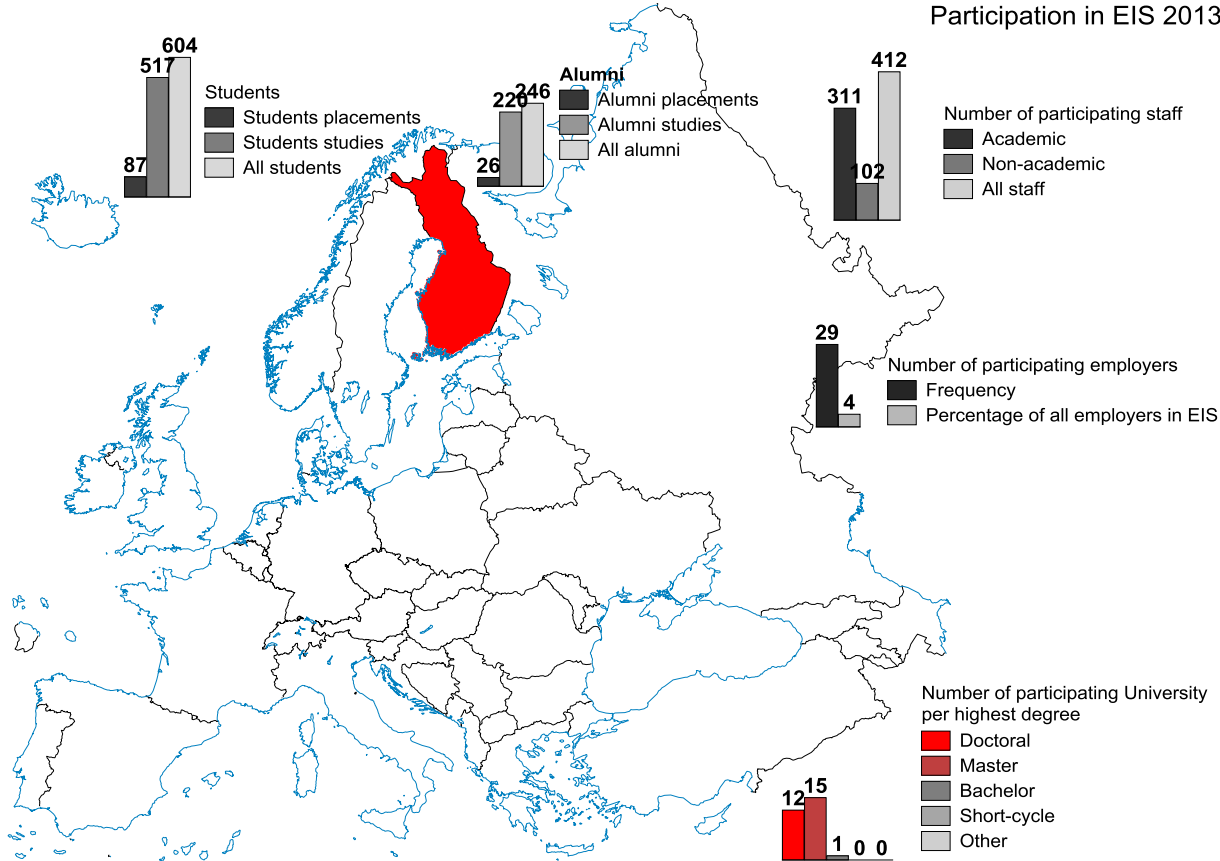 Participation in EIS 2013
604
517
87
Students
Students placements
Students studies
All students
Alumni
246
220
26
Alumni placements
Alumni studies
All alumni
412
311
102
Number of participating staff
Academic
Non-academic
All staff
29
4
Number of participating employers
Frequency
Percentage of all employers in EIS
Number of participating University
per highest degree
Doctoral
Master
Bachelor
Short-cycle
Other
12
15
1
0
0